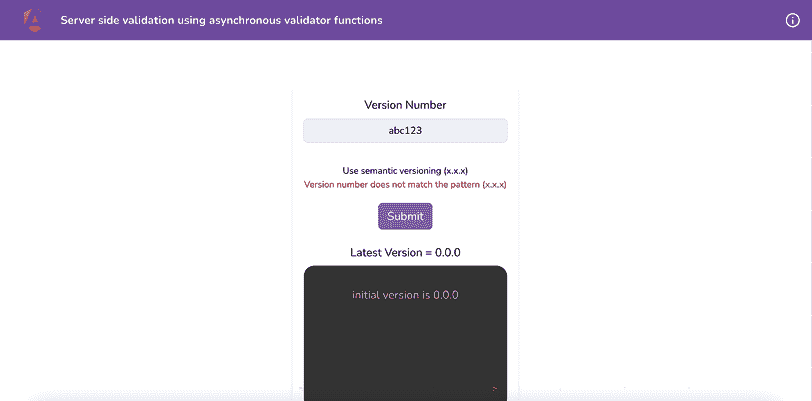 Server side validation using asynchronous validator functions
Version Number
abc123
Use semantic versioning (x.x.x)
Version number does not match the pattern (x.x.x)
Submit
Latest Version = 0.0.0
initial version is 0.0.0